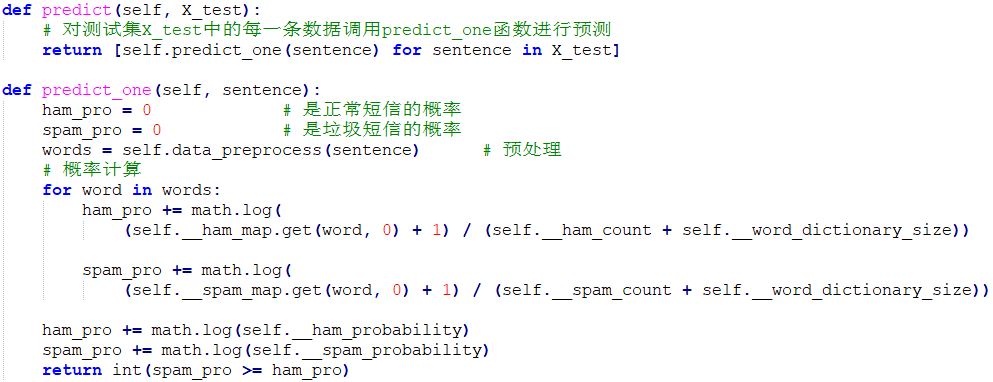 def predict(self, X_test):
    # 对测试集X_test中的每一条数据调用predict_one函数进行预测
    return [self.predict_one(sentence) for sentence in X_test]

def predict_one(self, sentence):
    ham_pro = 0             # 是正常短信的概率
    spam_pro = 0            # 是垃圾短信的概率
    words = self.data_preprocess(sentence)      # 预处理
    # 概率计算
    for word in words:
        ham_pro += math.log(
            (self.__ham_map.get(word, 0) + 1) / (self.__ham_count + self.__word_dictionary_size))

        spam_pro += math.log(
            (self.__spam_map.get(word, 0) + 1) / (self.__spam_count + self.__word_dictionary_size))

    ham_pro += math.log(self.__ham_probability)
    spam_pro += math.log(self.__spam_probability)
    return int(spam_pro >= ham_pro)